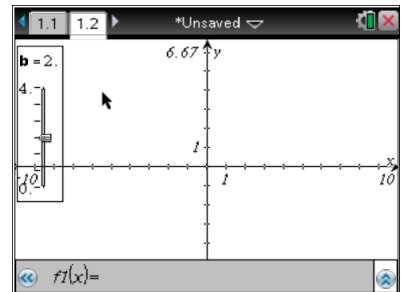 1.1 1.2 *Unsaved
b = 2.
6.67 y
4.
1
x
-10 1 10
0.
f1(x)=